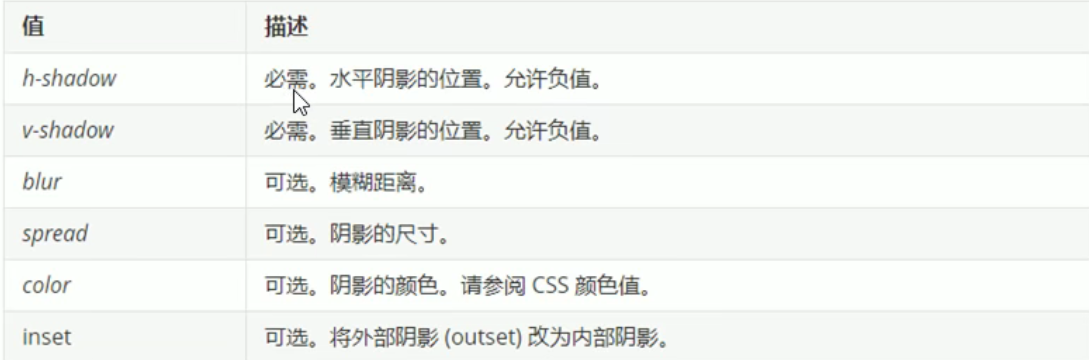 值 描述
h-shadow 必需。水平阴影的位置。允许负值。
v-shadow 必需。垂直阴影的位置。允许负值。
blur 可选。模糊距离。
spread 可选。阴影的尺寸。
color 可选。阴影的颜色。请参阅 CSS 颜色值。
inset 可选。将外部阴影 (outset) 改为内部阴影。